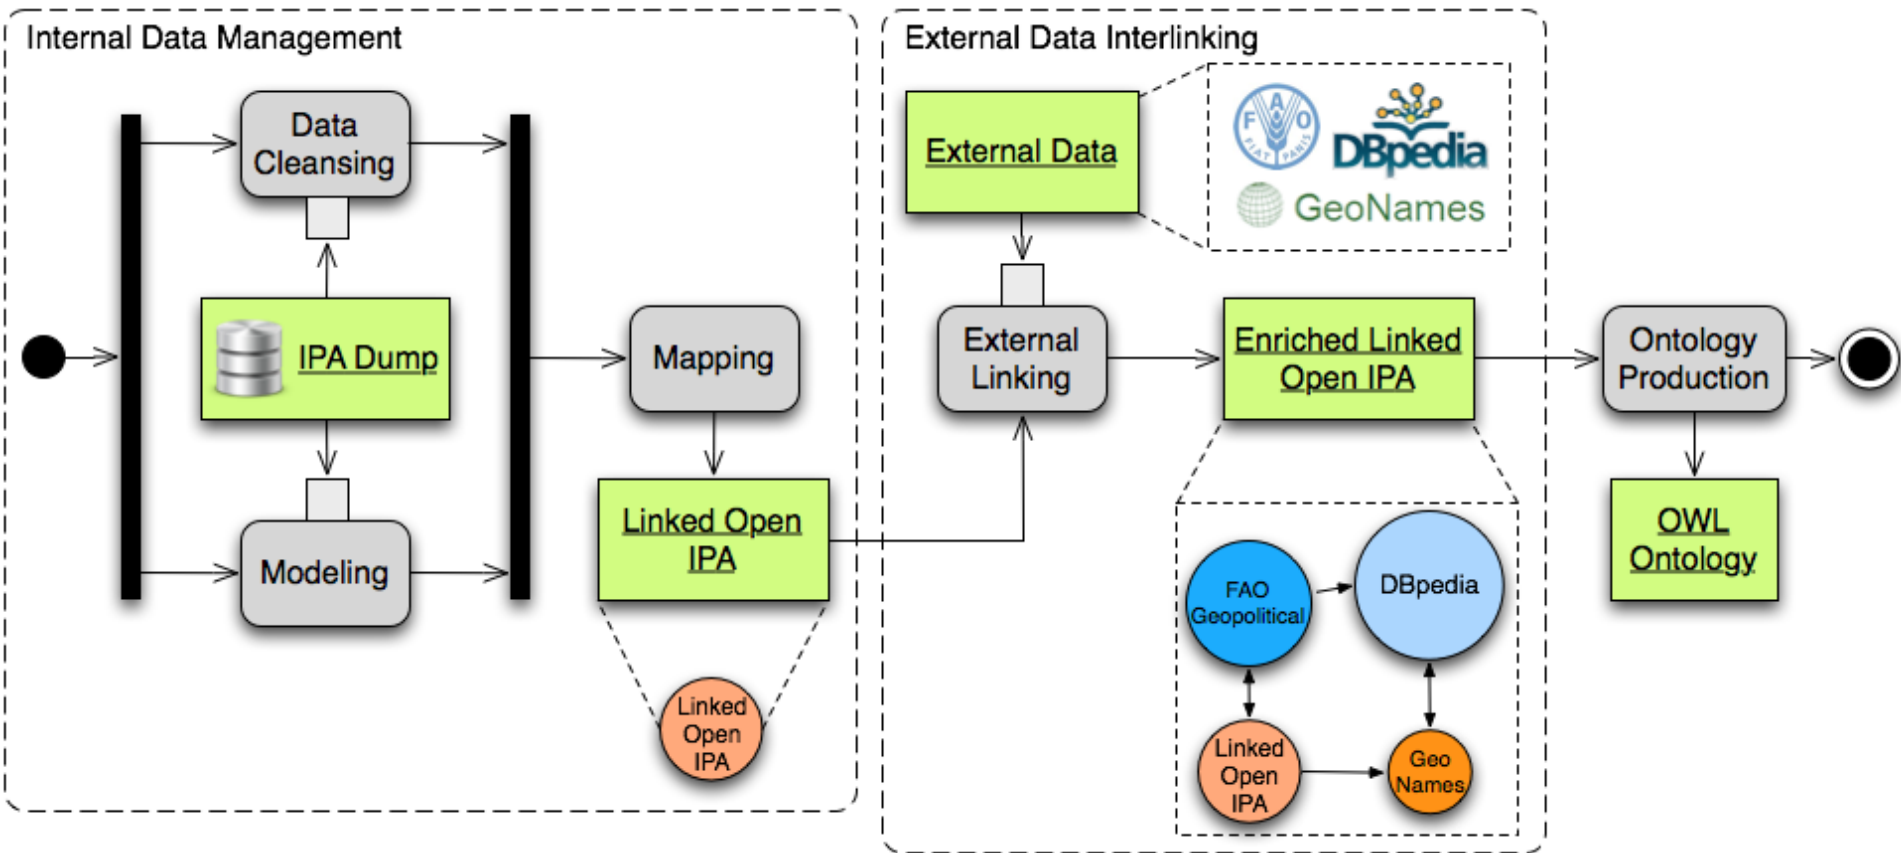 Internal Data Management
Data
Cleansing
IPA Dump
Modeling
Mapping
Linked Open
IPA
Linked
Open
IPA
External Data Interlinking
External Data
F A O
FIAT PANIS
DBpedia
GeoNames
External
Linking
Enriched Linked
Open IPA
FAO
Geopolitical
DBpedia
Linked
Open
IPA
Geo
Names
Ontology
Production
OWL
Ontology